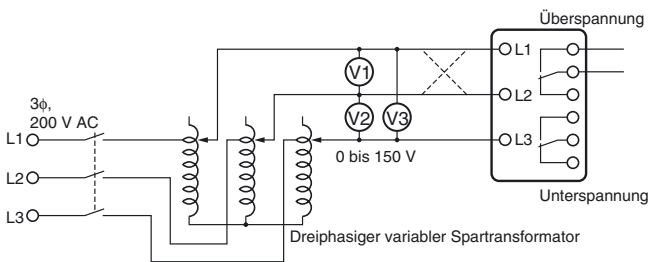 Überspannung
L1
V1
3ϕ,
200 V AC
L2
V2
V3
L1
L3
0 bis 150 V
L2
Unterspannung
L3
Dreiphasiger variabler Spartransformator